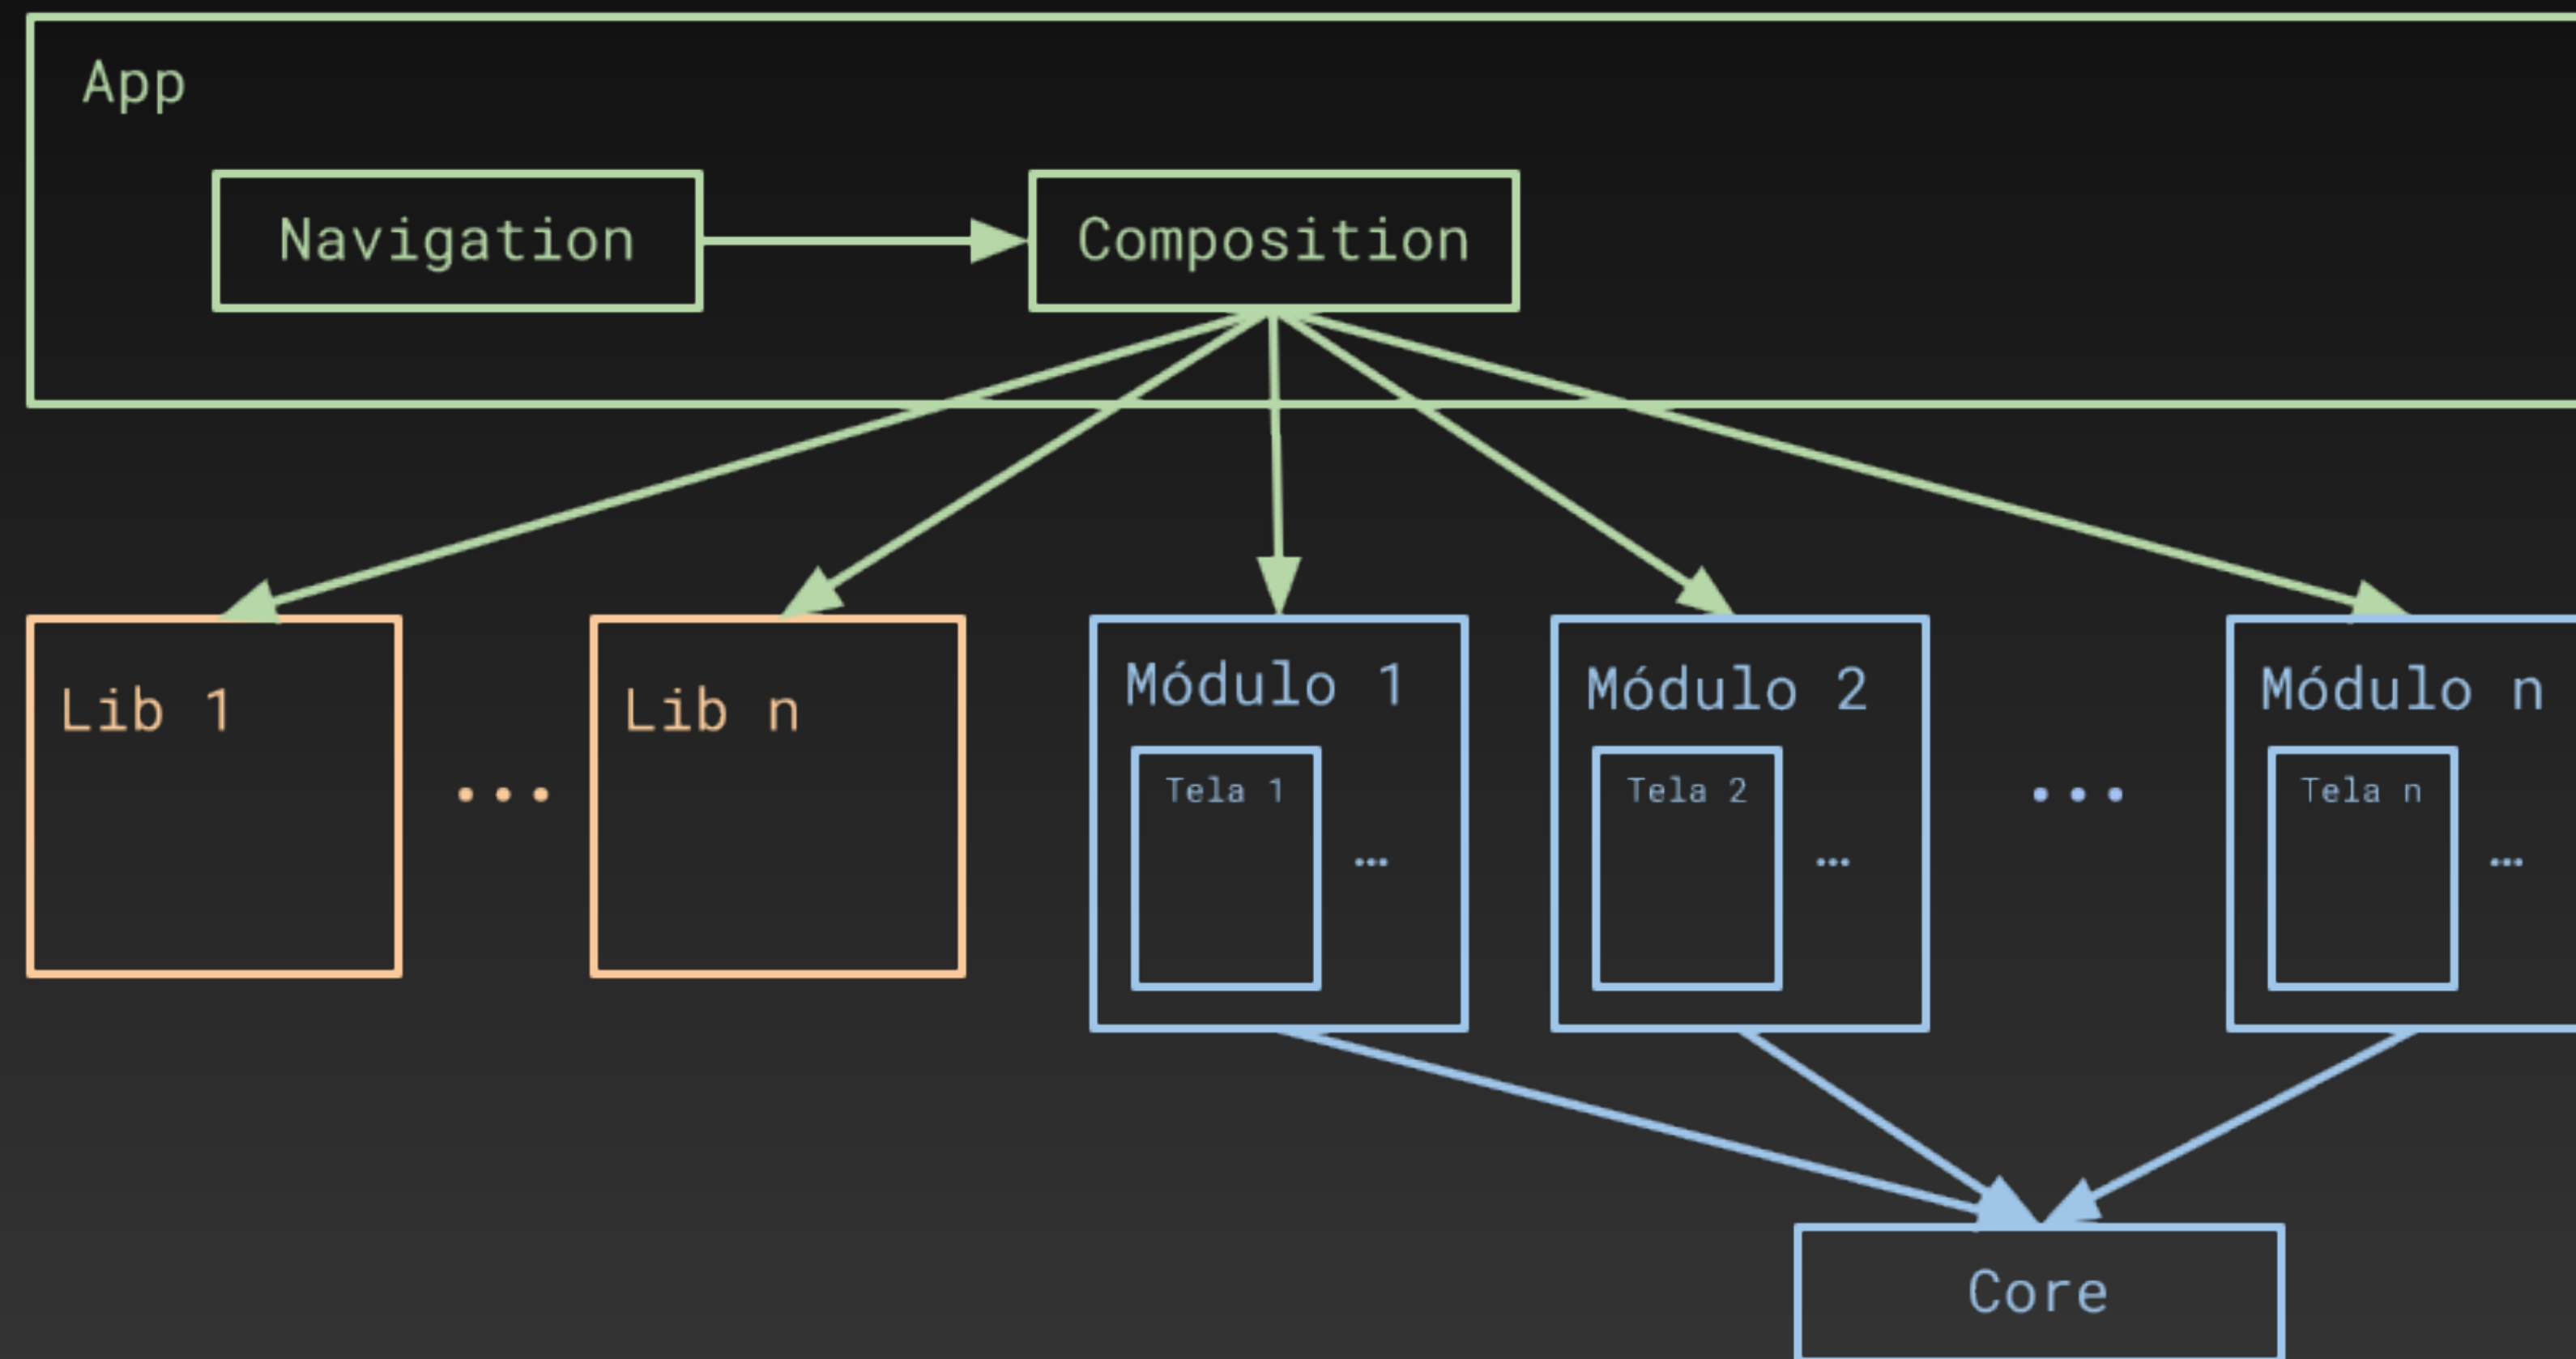 App
Navigation
Composition
Lib 1
...
Lib n
Módulo 1
Tela 1
...
Módulo 2
Tela 2
...
...
Módulo n
Tela n
...
Core